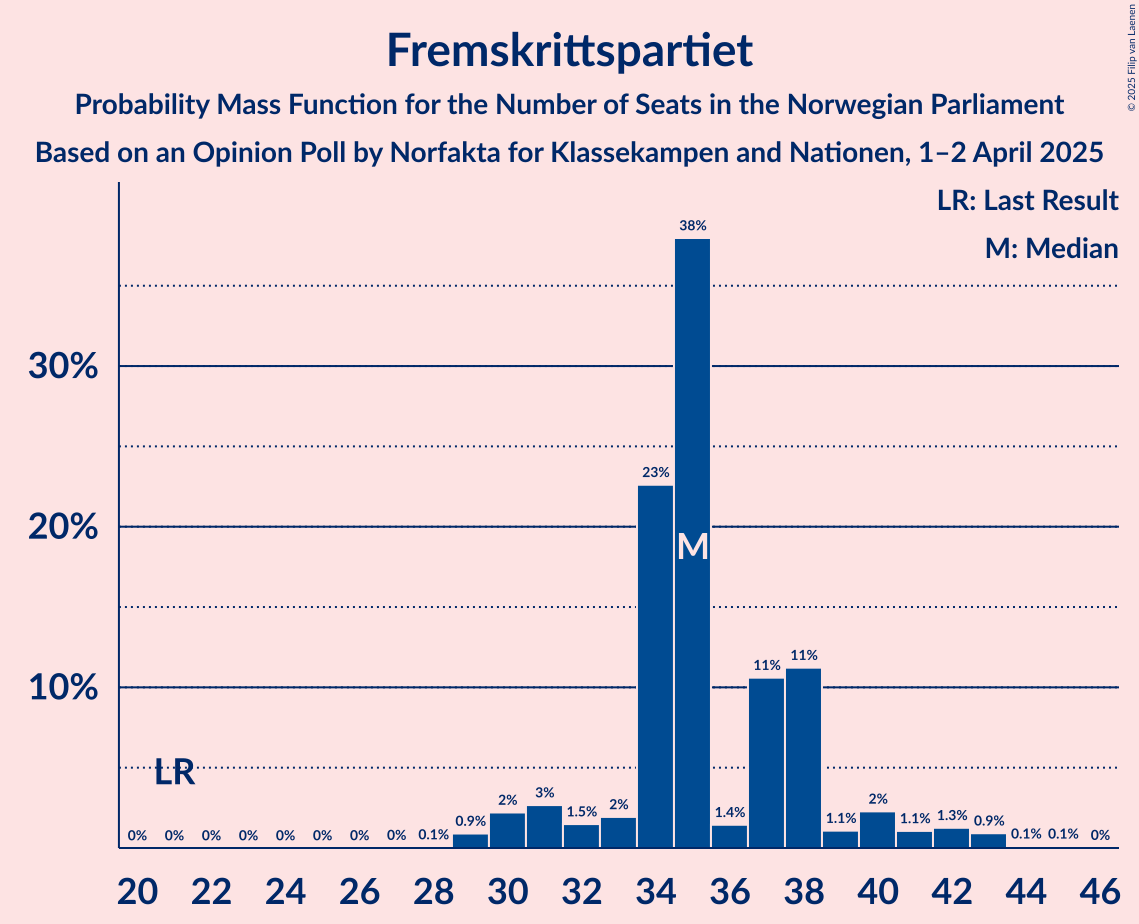 Fremskrittspartiet
Probability Mass Function for the Number of Seats in the Norwegian Parliament
Based on an Opinion Poll by Norfakta for Klassekampen and Nationen, 1–2 April 2025
© 2025 Filip van Laenen
LR: Last Result
M: Median
38%
30%
23%
20%
M
11% 11%
10%
LR
0% 0% 0% 0% 0% 0% 0% 0% 0.1% 0.9% 2% 3% 1.5% 2% 1.4% 1.1% 2% 1.1% 1.3% 0.9% 0.1% 0.1% 0%
20 22 24 26 28 30 32 34 36 38 40 42 44 46